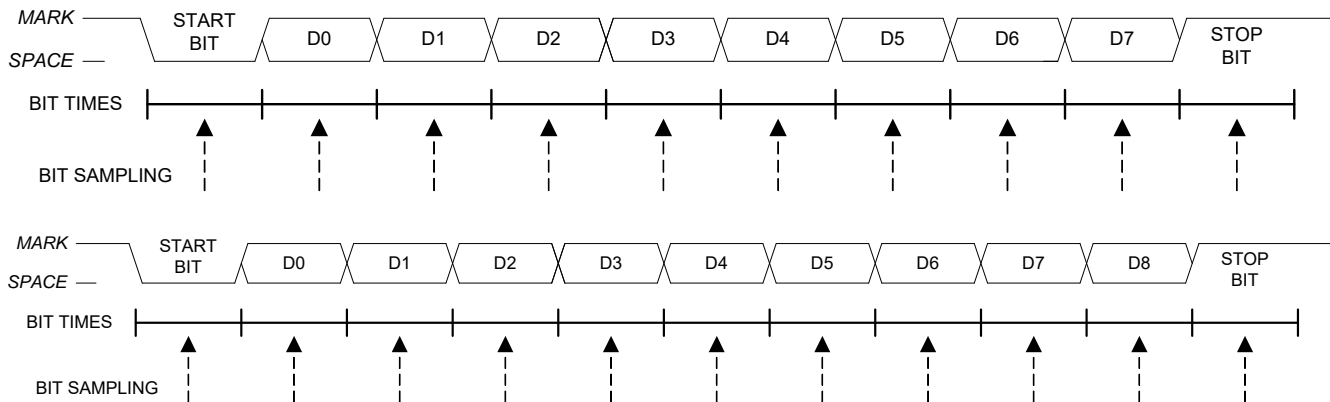 MARK
START BIT
D0 D1 D2 D3 D4 D5 D6 D7
STOP BIT
SPACE
BIT TIMES
BIT SAMPLING
MARK
START BIT
D0 D1 D2 D3 D4 D5 D6 D7 D8
STOP BIT
SPACE
BIT TIMES
BIT SAMPLING